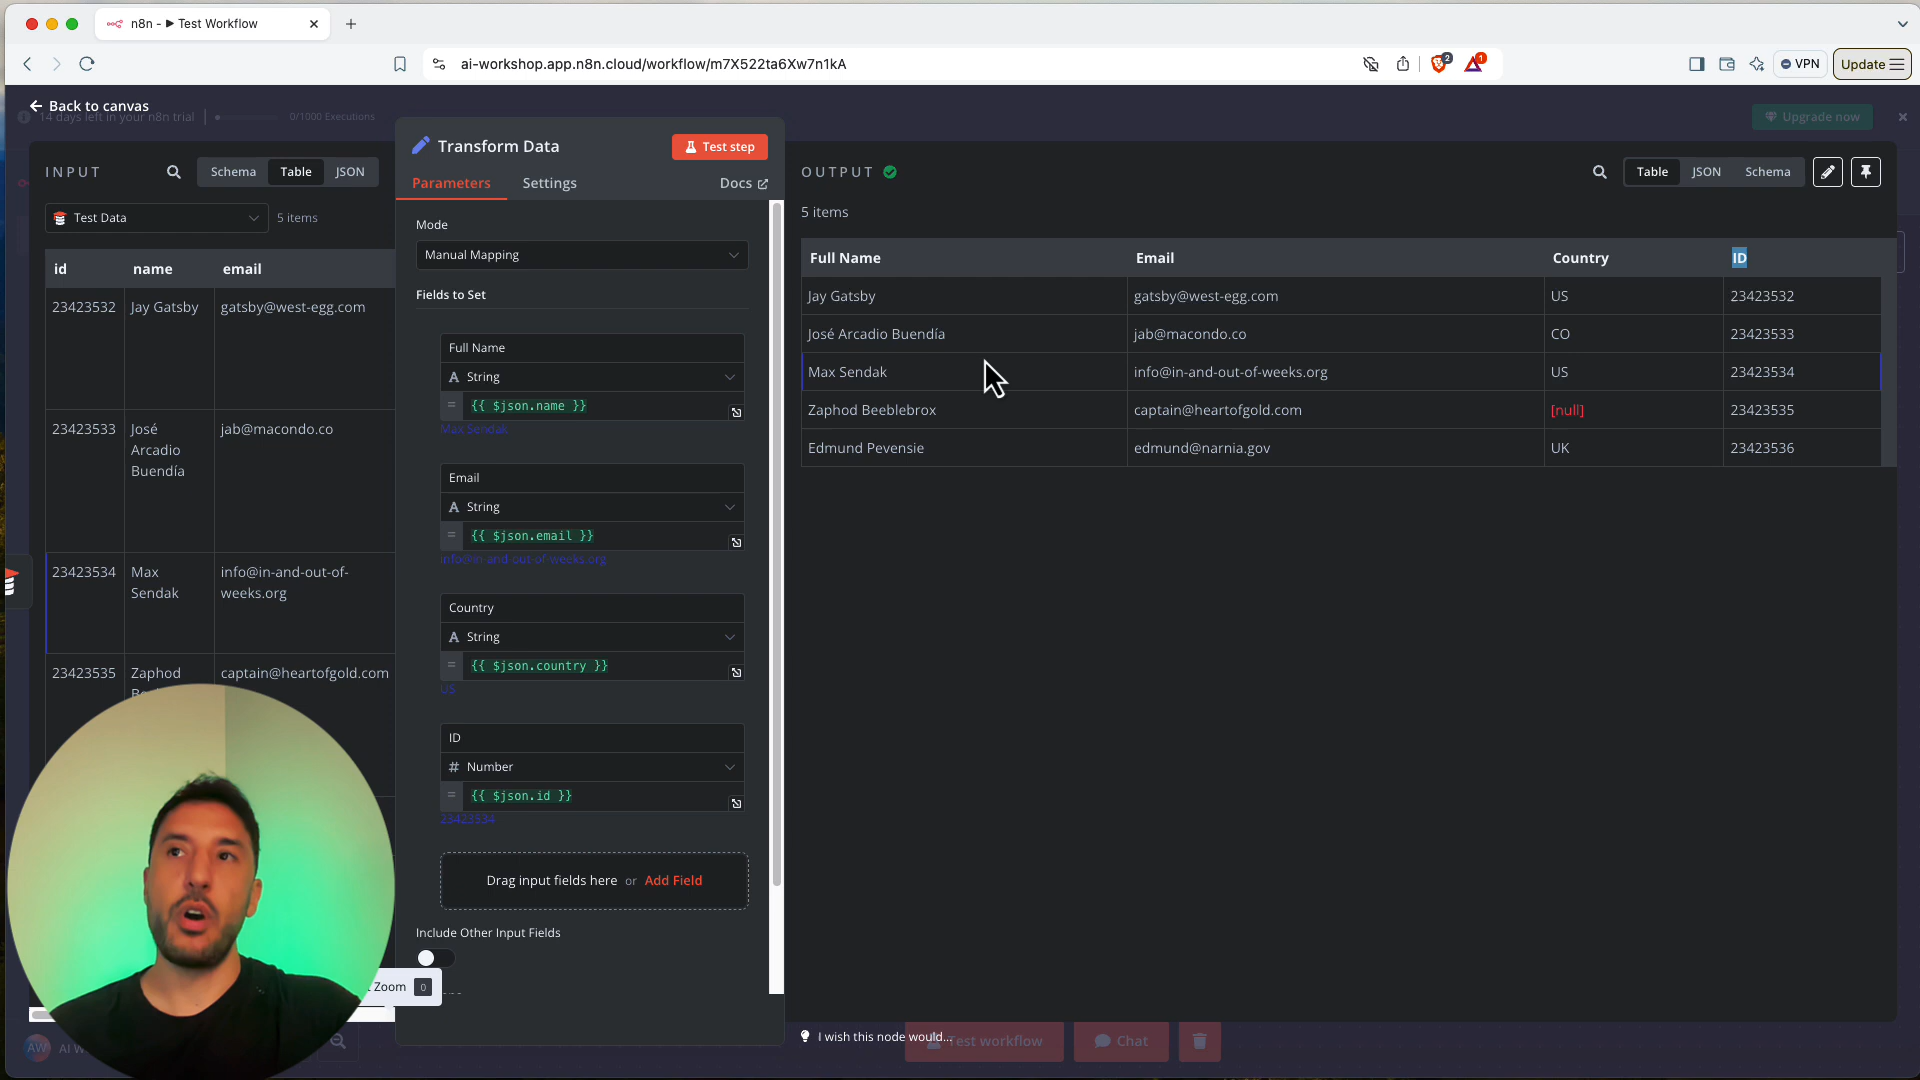 n8n - ▶ Test Workflow
ai-workshop.app.n8n.cloud/workflow/m7X522ta6Xw7n1kA
2
1
VPN
Update
Back to canvas
14 days left in your n8n trial
0/1000 Executions
Upgrade now
INPUT
Schema
Table
JSON
Test Data
5 items
id
name
email
23423532
Jay Gatsby
gatsby@west-egg.com
23423533
José
Arcadio
Buendía
jab@macondo.co
23423534
Max
Sendak
info@in-and-out-of-
weeks.org
23423535
Zaphod
captain@heartofgold.com
Transform Data
Test step
Parameters
Settings
Docs
Mode
Manual Mapping
Fields to Set
Full Name
String
= {{ $json.name }}
Max Sendak
Email
String
= {{ $json.email }}
info@in-and-out-of-weeks.org
Country
String
= {{ $json.country }}
US
ID
# Number
= {{ $json.id }}
23423534
Drag input fields here or Add Field
Include Other Input Fields
Zoom 0
OUTPUT
Table
JSON
Schema
5 items
Full Name
Email
Country
ID
Jay Gatsby
gatsby@west-egg.com
US
23423532
José Arcadio Buendía
jab@macondo.co
CO
23423533
Max Sendak
info@in-and-out-of-weeks.org
US
23423534
Zaphod Beeblebrox
captain@heartofgold.com
[null]
23423535
Edmund Pevensie
edmund@narnia.gov
UK
23423536
I wish this node would...
Test workflow
Chat
AW
AI